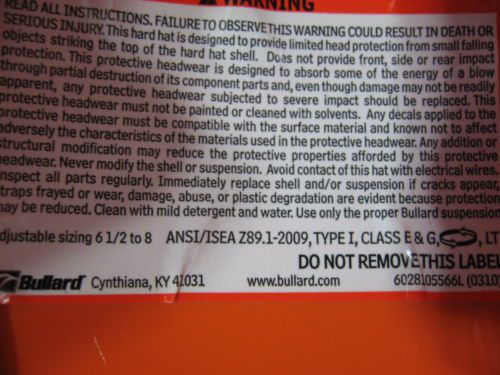 WARNING
READ ALL INSTRUCTIONS. FAILURE TO OBSERVE THIS WARNING COULD RESULT IN DEATH OR
SERIOUS INJURY. This hard hat is designed to provide limited head protection from small falling
objects striking the top of the hard hat shell. Does not provide front, side or rear impact
protection. This protective headwear is designed to absorb some of the energy of a blow
through partial destruction of its component parts and, even though damage may not be readily
apparent, any protective headwear subjected to severe impact should be replaced. This
protective headwear must not be painted or cleaned with solvents. Any decals applied to the
protective headwear must be compatible with the surface material and known not to affect
adversely the characteristics of the materials used in the protective headwear. Any addition or
structural modification may reduce the protective properties afforded by this protective
headwear. Never modify the shell or suspension. Avoid contact of this hat with electrical wires.
Inspect all parts regularly. Immediately replace shell and/or suspension if cracks appear,
straps frayed or wear, damage, abuse, or plastic degradation are evident because protection
may be reduced. Clean with mild detergent and water. Use only the proper Bullard suspension
adjustable sizing 6 1/2 to 8 ANSI/ISEA Z89.1-2009, TYPE I, CLASS E & G, , LT
DO NOT REMOVE THIS LABEL
Bullard Cynthiana, KY 41031 www.bullard.com 6028105566L (0310)